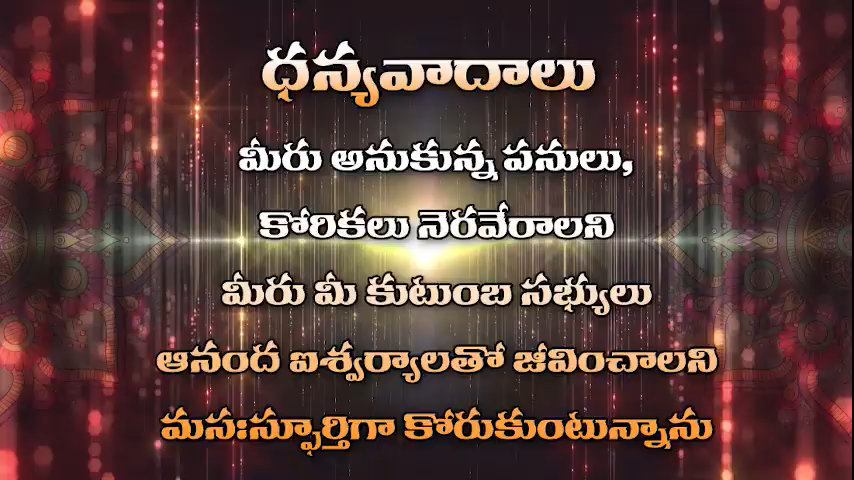 ధన్యవాదాలు
మీరు అనుకున్న పనులు,
కోరికలు నెరవేరాలని
మీరు మీ కుటుంబ సభ్యులు
ఆనంద ఐశ్వర్యాలతో జీవించాలని
మనఃస్ఫూర్తిగా కోరుకుంటున్నాను